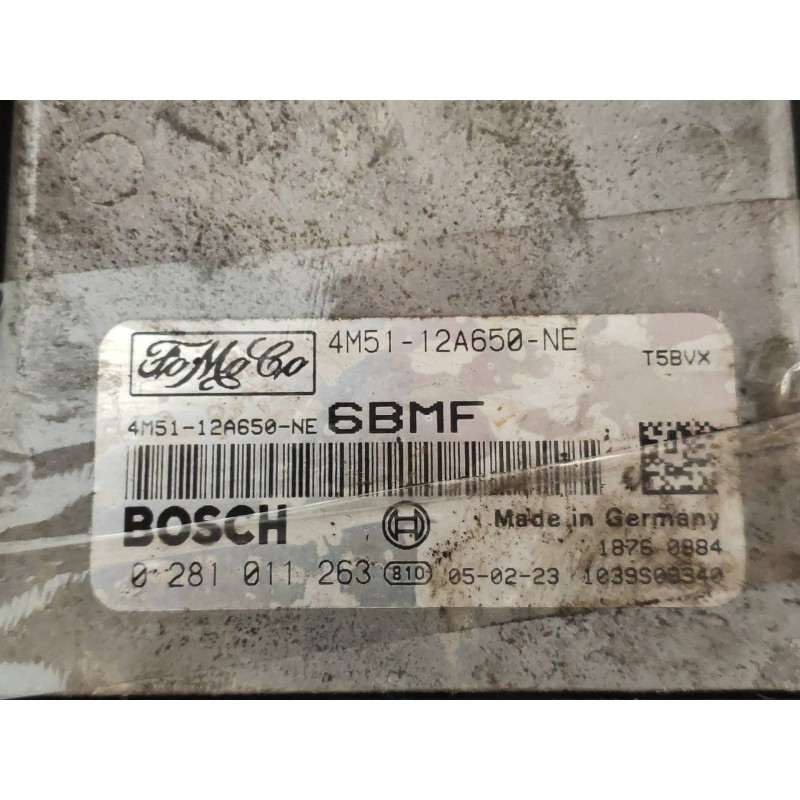 FoMoCo 4M51-12A650-NE
T5BVX
4M51-12A650-NE 6BMF
BOSCH Made in Germany
1876 0884
0 281 011 263 810 05-02-23 1039S08340